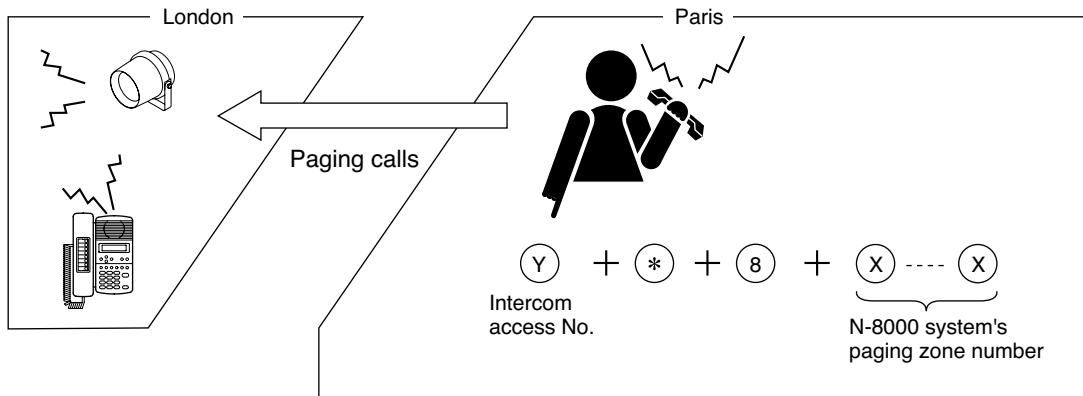 London
Paris
Paging calls
Y + * + 8 + X ---- X
Intercom
access No.
N-8000 system's
paging zone number